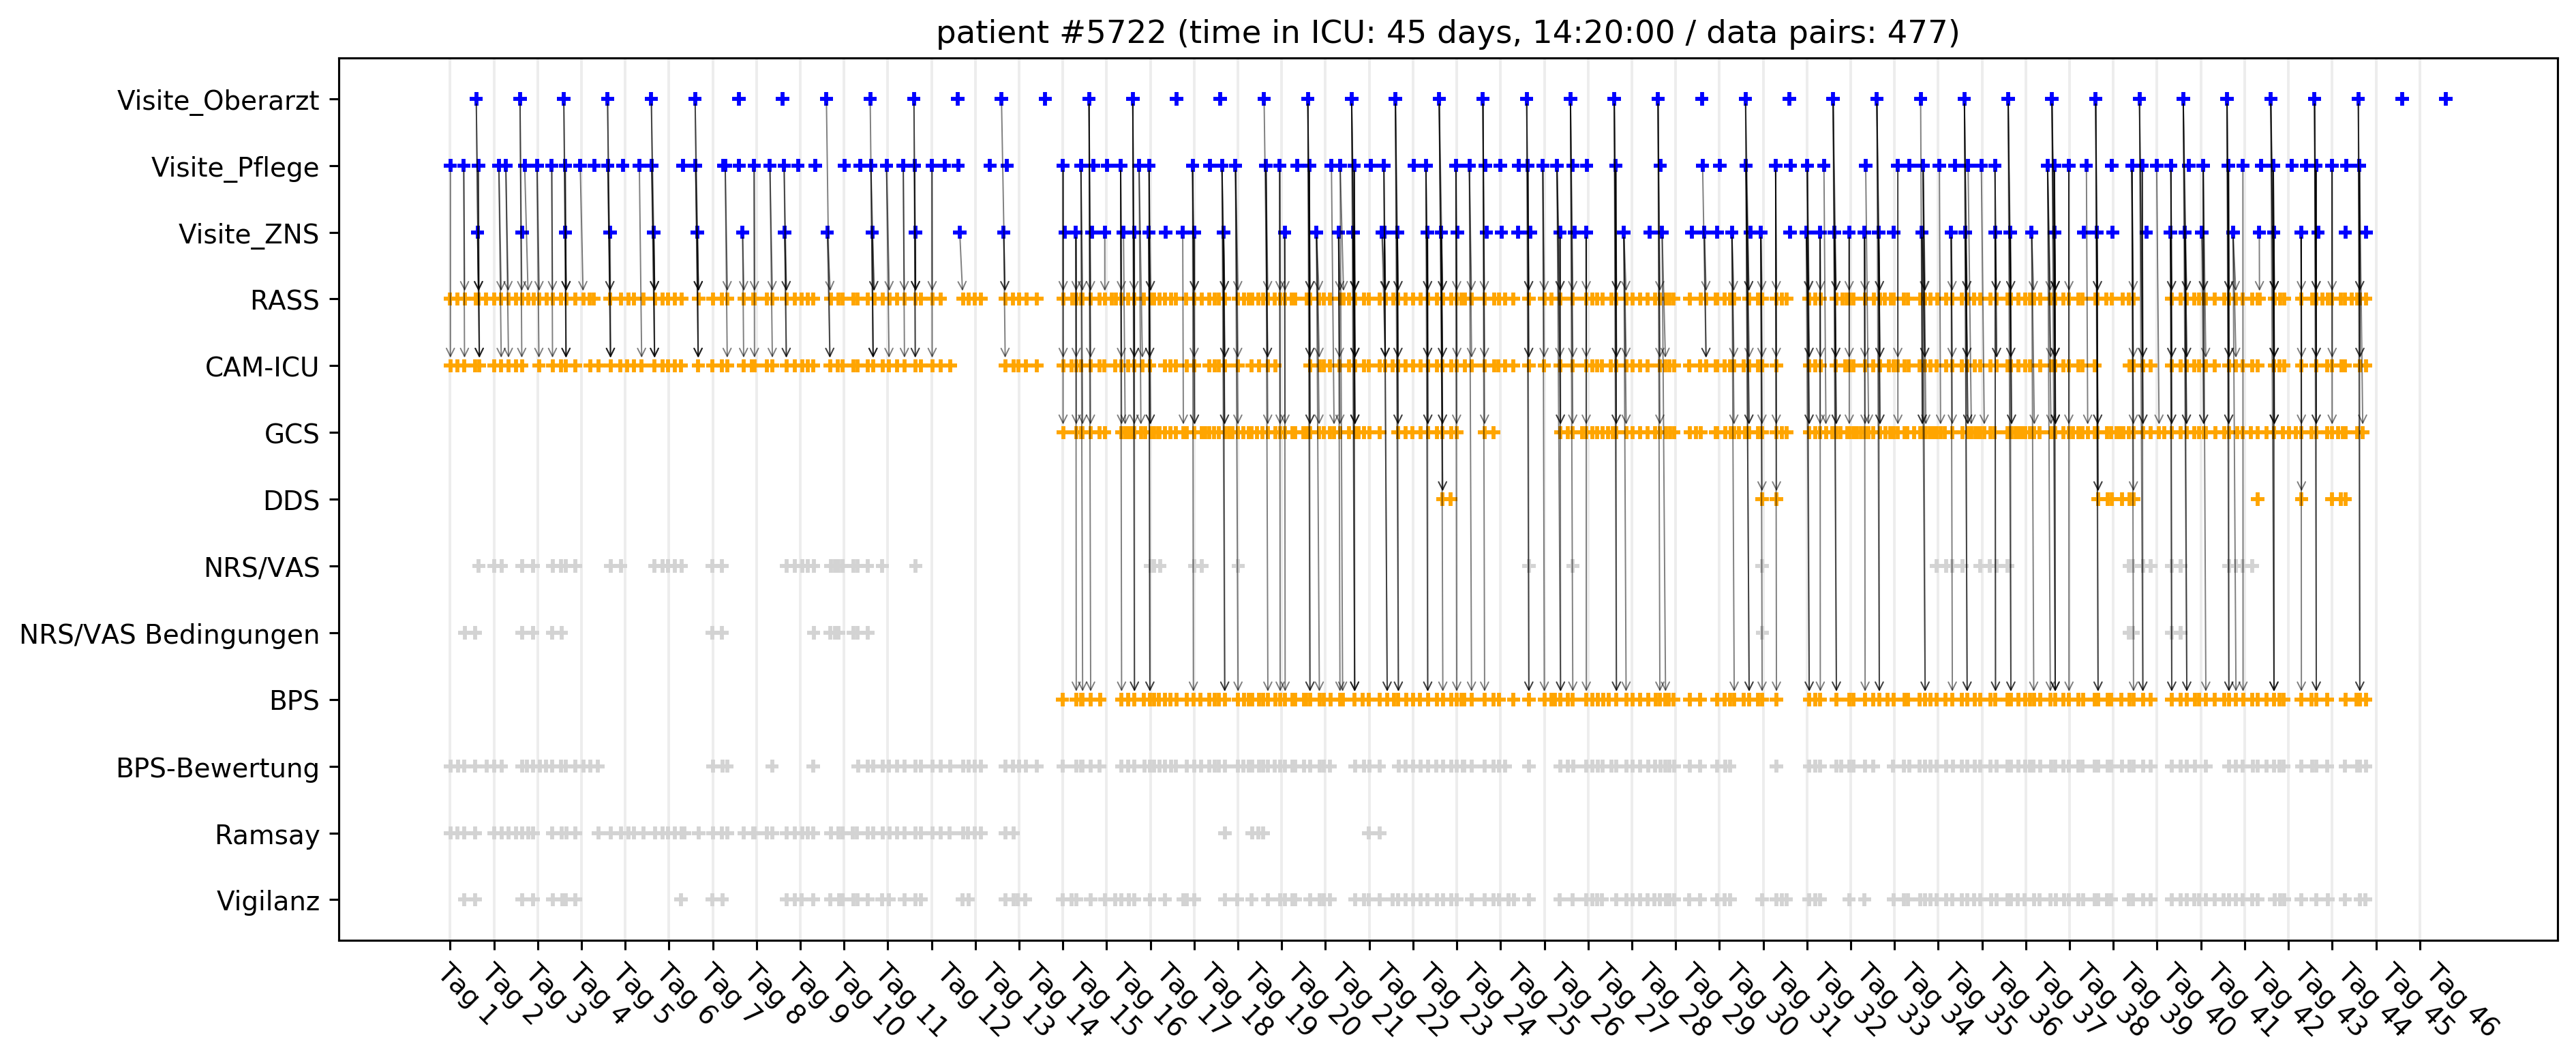 patient #5722 (time in ICU: 45 days, 14:20:00 / data pairs: 477)
Visite_Oberarzt
Visite_Pflege
Visite_ZNS
RASS
CAM-ICU
GCS
DDS
NRS/VAS
NRS/VAS Bedingungen
BPS
BPS-Bewertung
Ramsay
Vigilanz
Tag 1
Tag 2
Tag 3
Tag 4
Tag 5
Tag 6
Tag 7
Tag 8
Tag 9
Tag 10
Tag 11
Tag 12
Tag 13
Tag 14
Tag 15
Tag 16
Tag 17
Tag 18
Tag 19
Tag 20
Tag 21
Tag 22
Tag 23
Tag 24
Tag 25
Tag 26
Tag 27
Tag 28
Tag 29
Tag 30
Tag 31
Tag 32
Tag 33
Tag 34
Tag 35
Tag 36
Tag 37
Tag 38
Tag 39
Tag 40
Tag 41
Tag 42
Tag 43
Tag 44
Tag 45
Tag 46